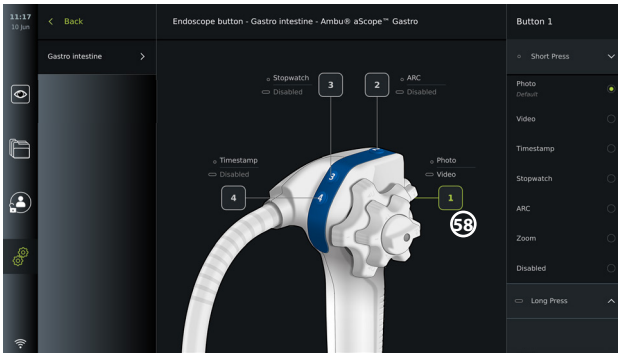 11:17
10 Jun
Back
Endoscope button - Gastro intestine - Ambu® aScope™ Gastro
Button 1
Gastro intestine
Short Press
Photo
Default
Video
Timestamp
Stopwatch
ARC
Zoom
Disabled
Long Press
Stopwatch
Disabled
3
2
ARC
Disabled
Timestamp
Disabled
4
Photo
Video
1
3
4
58